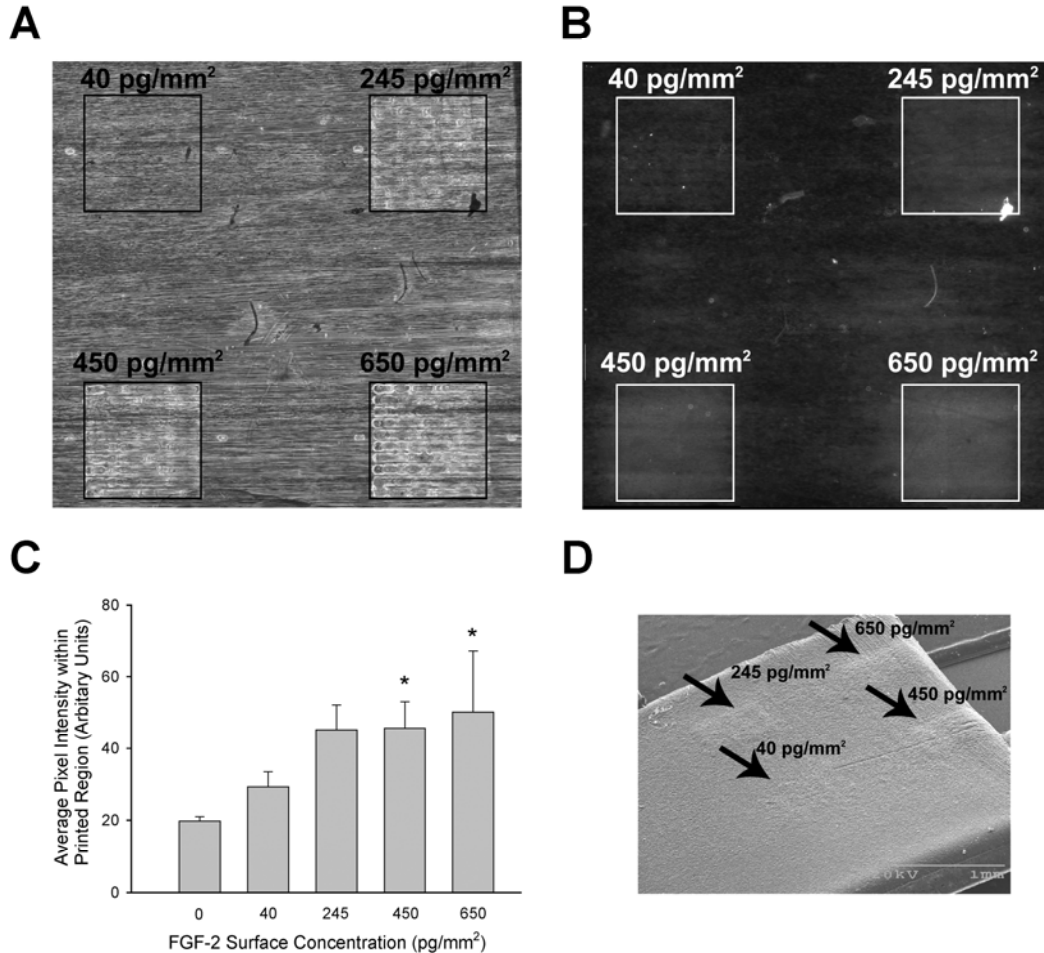 A
40 pg/mm²
245 pg/mm²
450 pg/mm²
650 pg/mm²
B
40 pg/mm²
245 pg/mm²
450 pg/mm²
650 pg/mm²
C
Average Pixel Intensity within
Printed Region (Arbitary Units)
80
60
40
20
0
*
*
0 40 245 450 650
FGF-2 Surface Concentration (pg/mm²)
D
650 pg/mm²
245 pg/mm²
450 pg/mm²
40 pg/mm²
1mm